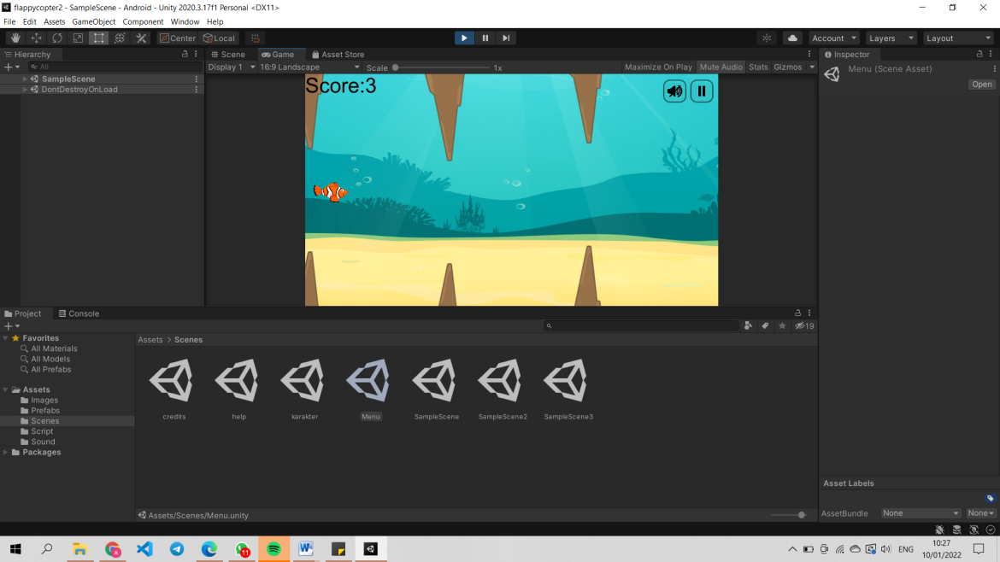 flappycopter2 - SampleScene - Android - Unity 2020.3.17f1 Personal <DX11>
File Edit Assets GameObject Component Window Help
Center Local Account Layers Layout
Hierarchy Scene Game Asset Store Inspector
All Display 1 16:9 Landscape Scale 1x Maximize On Play Mute Audio Stats Gizmos
Menu (Scene Asset)
Open
SampleScene
DontDestroyOnLoad
Score:3
Project Console
19
Favorites
All Materials
All Models
All Prefabs
Assets
Images
Prefabs
Scenes
Script
Sound
Packages
Assets > Scenes
credits help karakter Menu SampleScene SampleScene2 SampleScene3
Assets/Scenes/Menu.unity
Asset Labels
AssetBundle None None
A 11 W ENG
10:27
10/01/2022